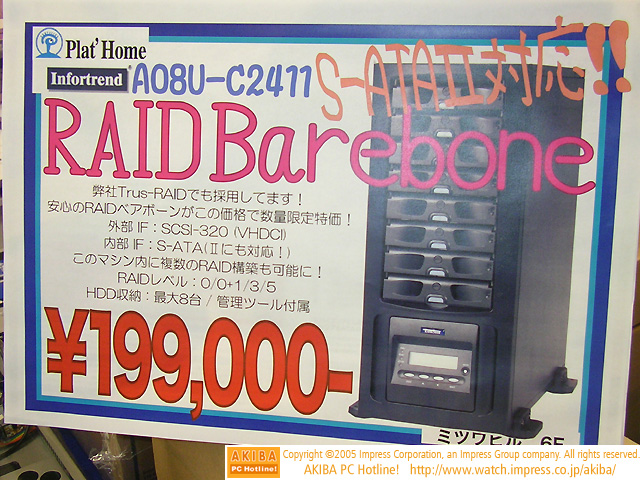 Plat'Home
Infortrend
A08U-C2411
S-ATAII対応!!
RAID Barebone
弊社Trus-RAIDでも採用してます！
安心のRAIDベアボーンがこの価格で数量限定特価！
外部 IF：SCSI-320 (VHDCI)
内部 IF：S-ATA(Ⅱにも対応！)
このマシン内に複数のRAID構築も可能に！
RAIDレベル：0/0+1/3/5
HDD収納：最大8台 / 管理ツール付属
¥199,000-
ミツワビル 6F
AKIBA
PC Hotline!
Copyright ©2005 Impress Corporation, an Impress Group company. All rights reserved.
AKIBA PC Hotline! http://www.watch.impress.co.jp/akiba/